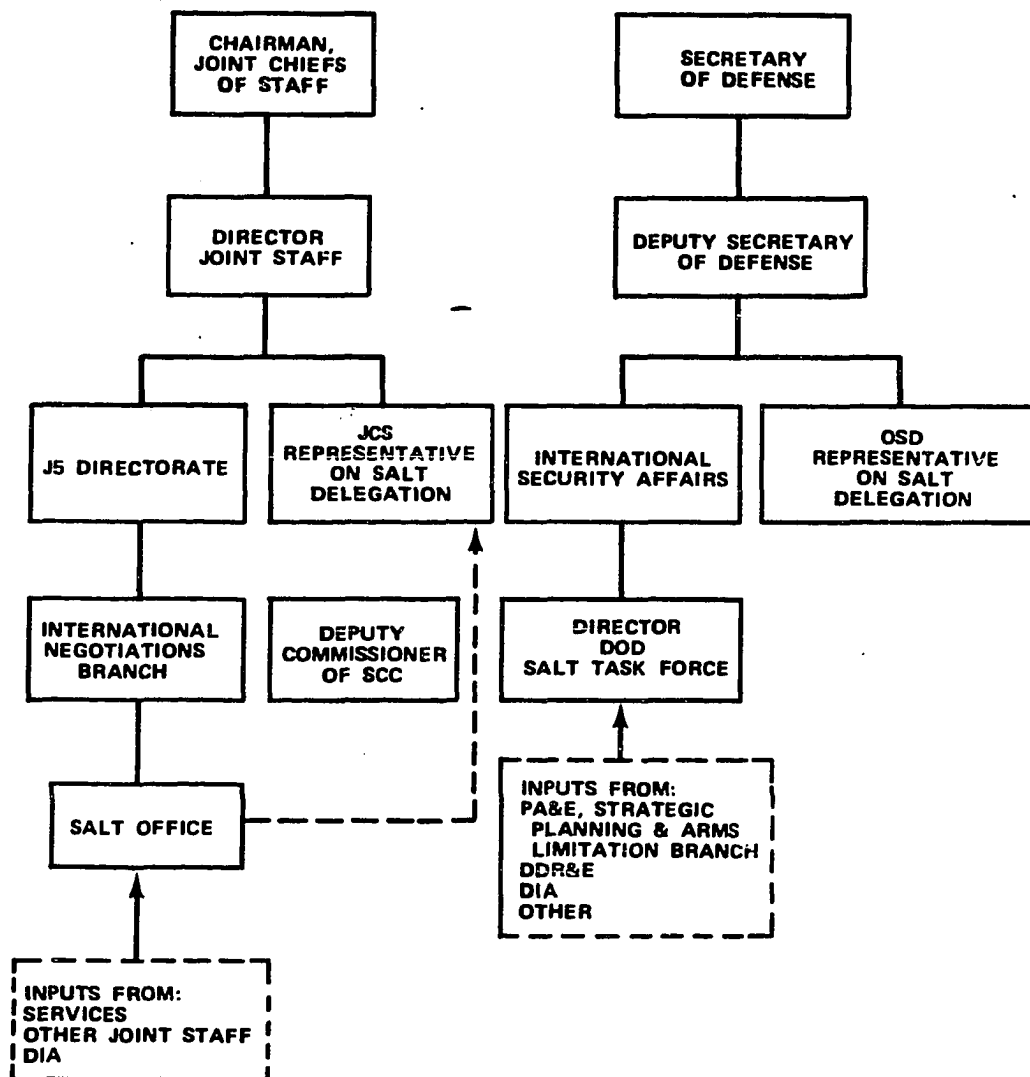 CHAIRMAN,
JOINT CHIEFS
OF STAFF
SECRETARY
OF DEFENSE
DIRECTOR
JOINT STAFF
DEPUTY SECRETARY
OF DEFENSE
J5 DIRECTORATE
JCS
REPRESENTATIVE
ON SALT
DELEGATION
INTERNATIONAL
SECURITY AFFAIRS
OSD
REPRESENTATIVE
ON SALT
DELEGATION
INTERNATIONAL
NEGOTIATIONS
BRANCH
DEPUTY
COMMISSIONER
OF SCC
DIRECTOR
DOD
SALT TASK FORCE
SALT OFFICE
INPUTS FROM:
PA&E, STRATEGIC
PLANNING & ARMS
LIMITATION BRANCH
DDR&E
DIA
OTHER
INPUTS FROM:
SERVICES
OTHER JOINT STAFF
DIA